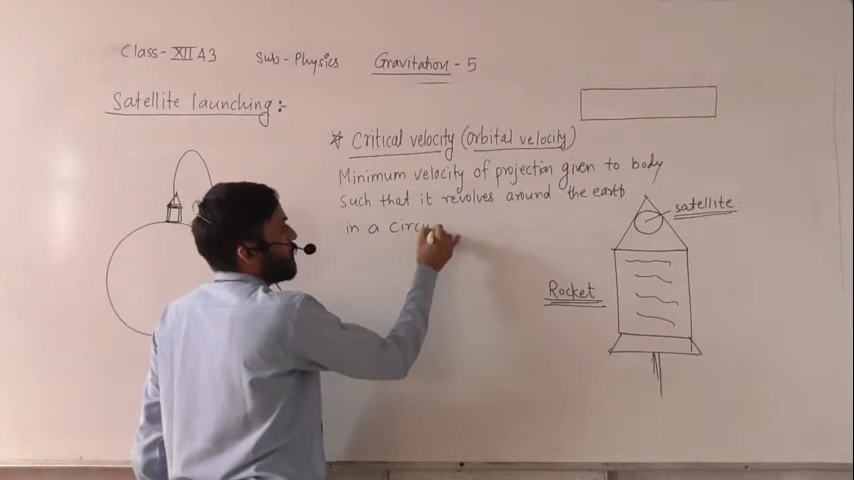 Class-XII A3 Sub-Physics Gravitation-5
Satellite launching:-
* Critical velocity (orbital velocity)
Minimum velocity of projection given to body
such that it revolves around the earth
in a circu
satellite
Rocket